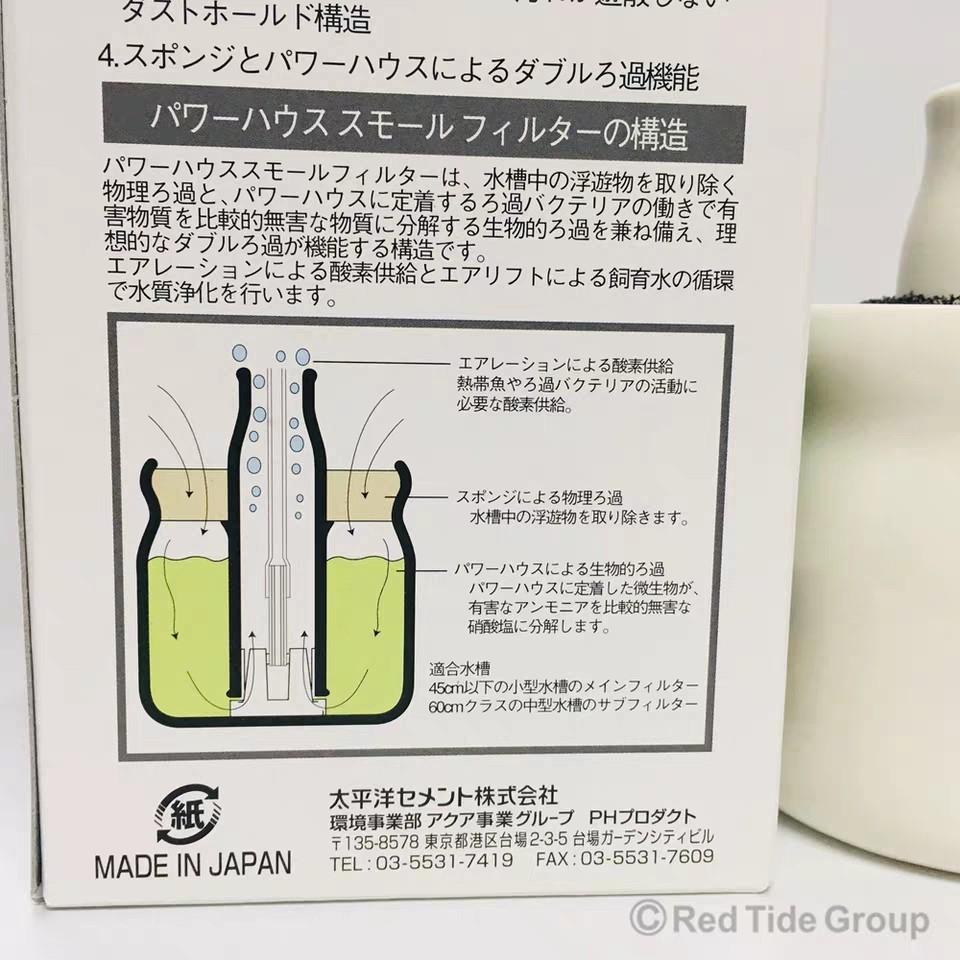 ダストホールド構造
4.スポンジとパワーハウスによるダブルろ過機能
パワーハウス スモール フィルターの構造
パワーハウススモールフィルターは、水槽中の浮遊物を取り除く
物理ろ過と、パワーハウスに定着するろ過バクテリアの働きで有
害物質を比較的無害な物質に分解する生物的ろ過を兼ね備え、理
想的なダブルろ過が機能する構造です。
エアレーションによる酸素供給とエアリフトによる飼育水の循環
で水質浄化を行います。
エアレーションによる酸素供給
熱帯魚やろ過バクテリアの活動に
必要な酸素供給。
スポンジによる物理ろ過
水槽中の浮遊物を取り除きます。
パワーハウスによる生物的ろ過
パワーハウスに定着した微生物が、
有害なアンモニアを比較的無害な
硝酸塩に分解します。
適合水槽
45cm以下の小型水槽のメインフィルター
60cmクラスの中型水槽のサブフィルター
紙
MADE IN JAPAN
太平洋セメント株式会社
環境事業部 アクア事業グループ PHプロダクト
〒135-8578 東京都港区台場2-3-5 台場ガーデンシティビル
TEL:03-5531-7419 FAX:03-5531-7609
©Red Tide Group